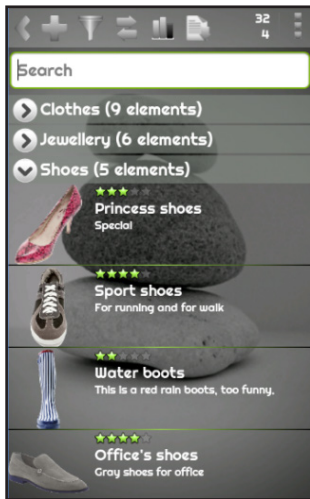 32
4
Search
Clothes (9 elements)
Jewellery (6 elements)
Shoes (5 elements)
Princess shoes
Special
Sport shoes
For running and for walk
Water boots
This is a red rain boots, too funny.
Office's shoes
Gray shoes for office